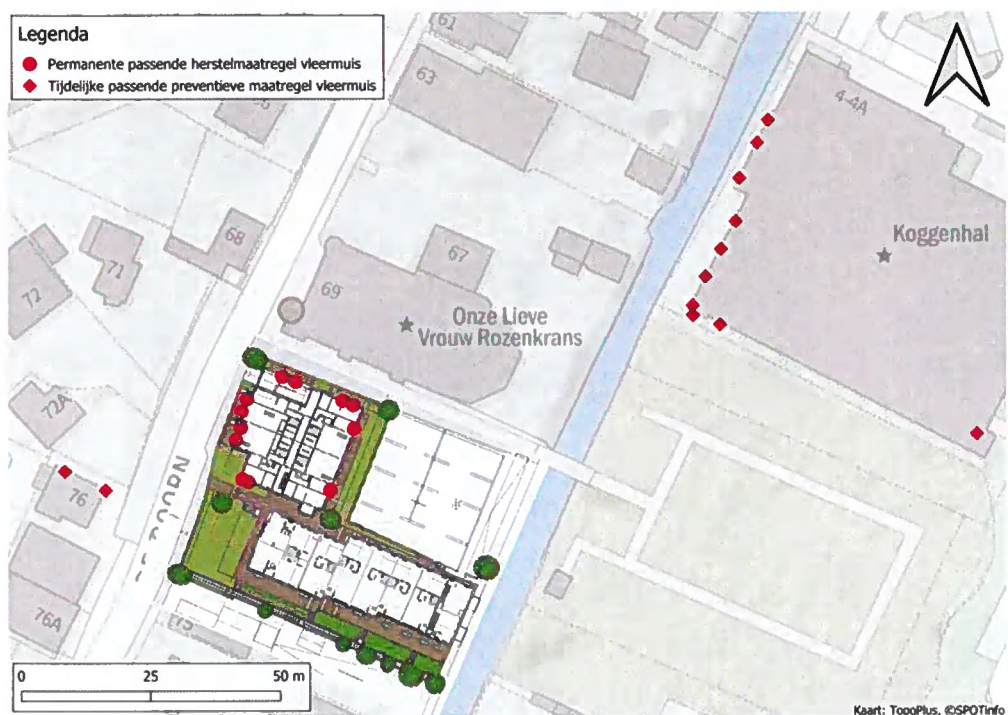 Legenda
Permanente passende herstelmaatregel vleermuis
Tijdelijke passende preventieve maatregel vleermuis
61
63
4-4A
68
67
71
72
69
Koggenhal
Onze Lieve
Vrouw Rozenkrans
72A
76
76A
75
0 25 50 m
Kaart: TopoPlus, ©SPOTinfo